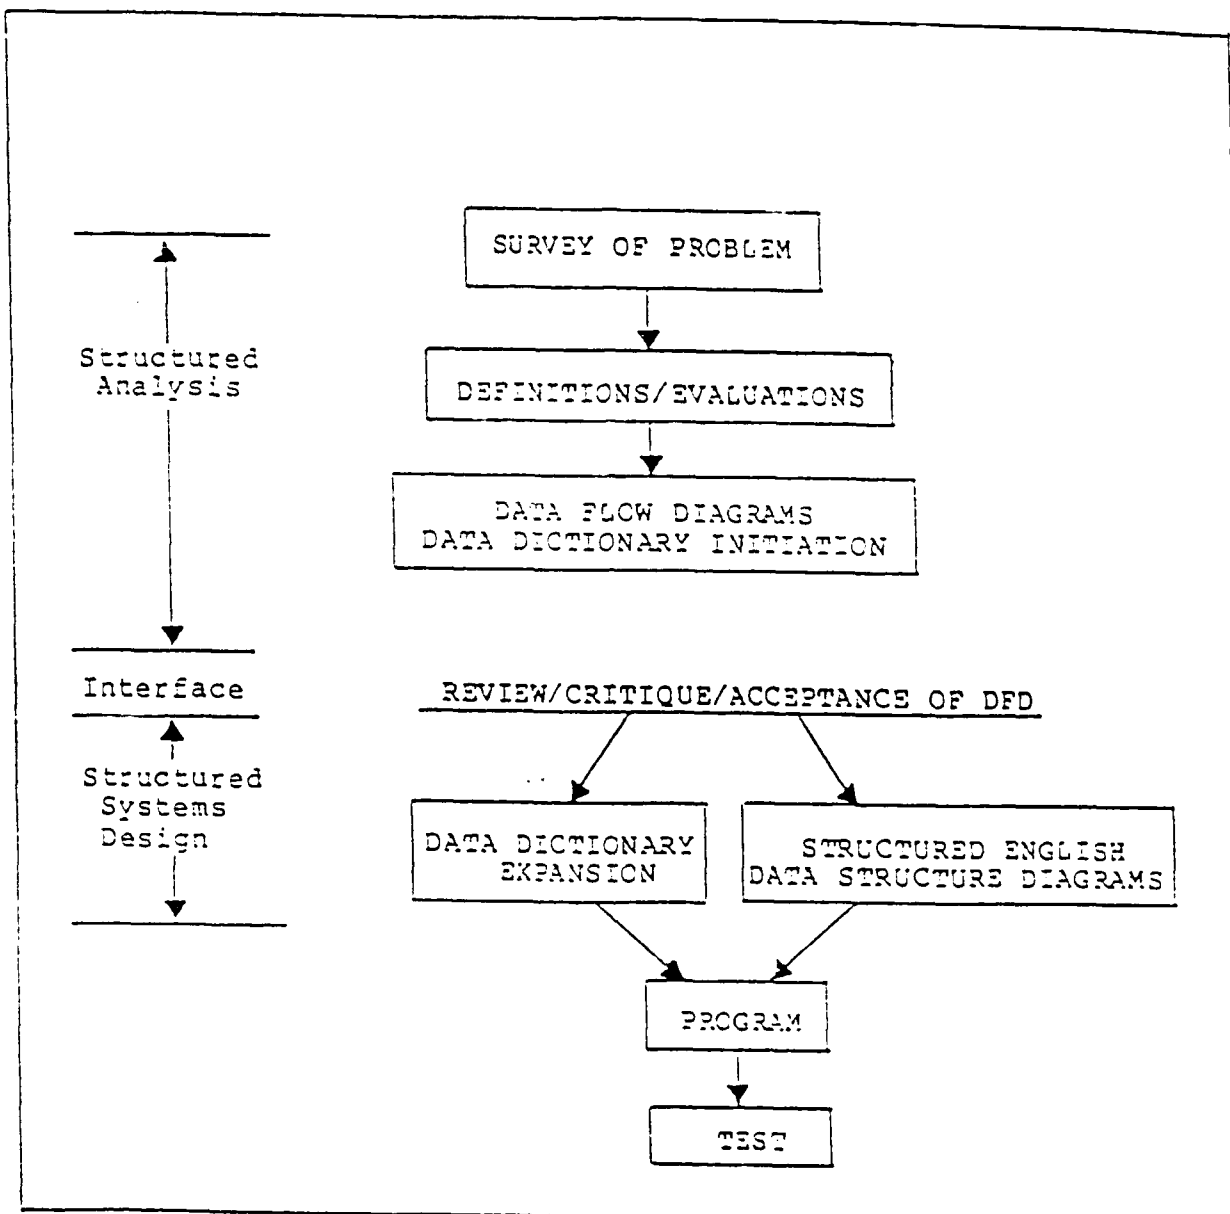 SURVEY OF PROBLEM
Structured
Analysis
DEFINITIONS/EVALUATIONS
DATA FLOW DIAGRAMS
DATA DICTIONARY INITIATION
Interface
REVIEW/CRITIQUE/ACCEPTANCE OF DFD
Structured
Systems
Design
DATA DICTIONARY
EXPANSION
STRUCTURED ENGLISH
DATA STRUCTURE DIAGRAMS
PROGRAM
TEST